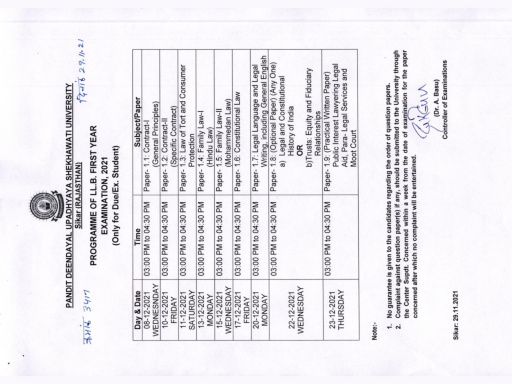 PANDIT DEENDAYAL UPADHYAYA SHEKHAWATI UNIVERSITY
Sikar (RAJASTHAN)
क्रमांक 3417
दिनांक 29.11.21
PROGRAMME OF LL.B. FIRST YEAR
EXAMINATION, 2021
(Only for Due/Ex. Student)
Day & Date Time Subject/Paper
08-12-2021 03:00 PM to 04:30 PM Paper- 1.1: Contract-I
WEDNESNDAY (General Principles)
10-12-2021 03:00 PM to 04:30 PM Paper- 1.2: Contract-II
FRIDAY (Specific Contract)
11-12-2021 03:00 PM to 04:30 PM Paper- 1.3: Law of Tort and Consumer
SATURDAY Protection
13-12-2021 03:00 PM to 04:30 PM Paper- 1.4: Family Law-I
MONDAY (Hindu Law)
15-12-2021 03:00 PM to 04:30 PM Paper- 1.5: Family Law-II
WEDNESDAY (Mohammedan Law)
17-12-2021 03:00 PM to 04:30 PM Paper- 1.6: Constitutional Law
FRIDAY
20-12-2021 03:00 PM to 04:30 PM Paper- 1.7: Legal Language and Legal
MONDAY Writing, Including General English
22-12-2021 03:00 PM to 04:30 PM Paper- 1.8: (Optional Paper) (Any One)
WEDNESDAY a) Legal and Constitutional
History of India
OR
b)Trusts, Equity and Fiduciary
Relationships
23-12-2021 03:00 PM to 04:30 PM Paper- 1.9: (Practical Written Paper)
THURSDAY Public Interest Lawyering Legal
Aid, Para- Legal Services and
Moot Court
Note:-
1. No guarantee is given to the candidates regarding the order of question papers.
2. Complaint against question paper(s) if any, should be submitted to the University through
the Center Supdt. Concerned within a week from the date of examination for the paper
concerned after which no complaint will be entertained.
(Dr. A. Basu)
Controller of Examinations
Sikar: 29.11.2021